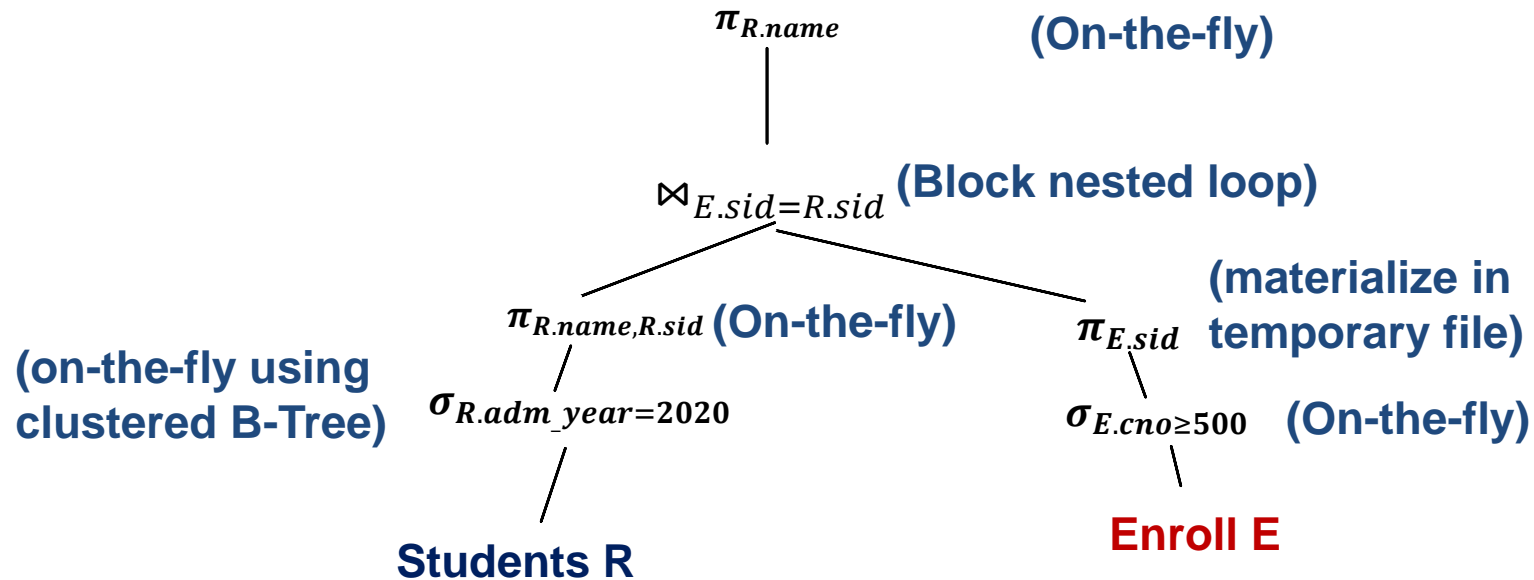 π_{R.name} (On-the-fly)
⋈_{E.sid=R.sid} (Block nested loop)
(materialize in
π_{R.name,R.sid} (On-the-fly) π_{E.sid} temporary file)
(on-the-fly using
clustered B-Tree) σ_{R.adm_year=2020} σ_{E.cno≥500} (On-the-fly)
Enroll E
Students R